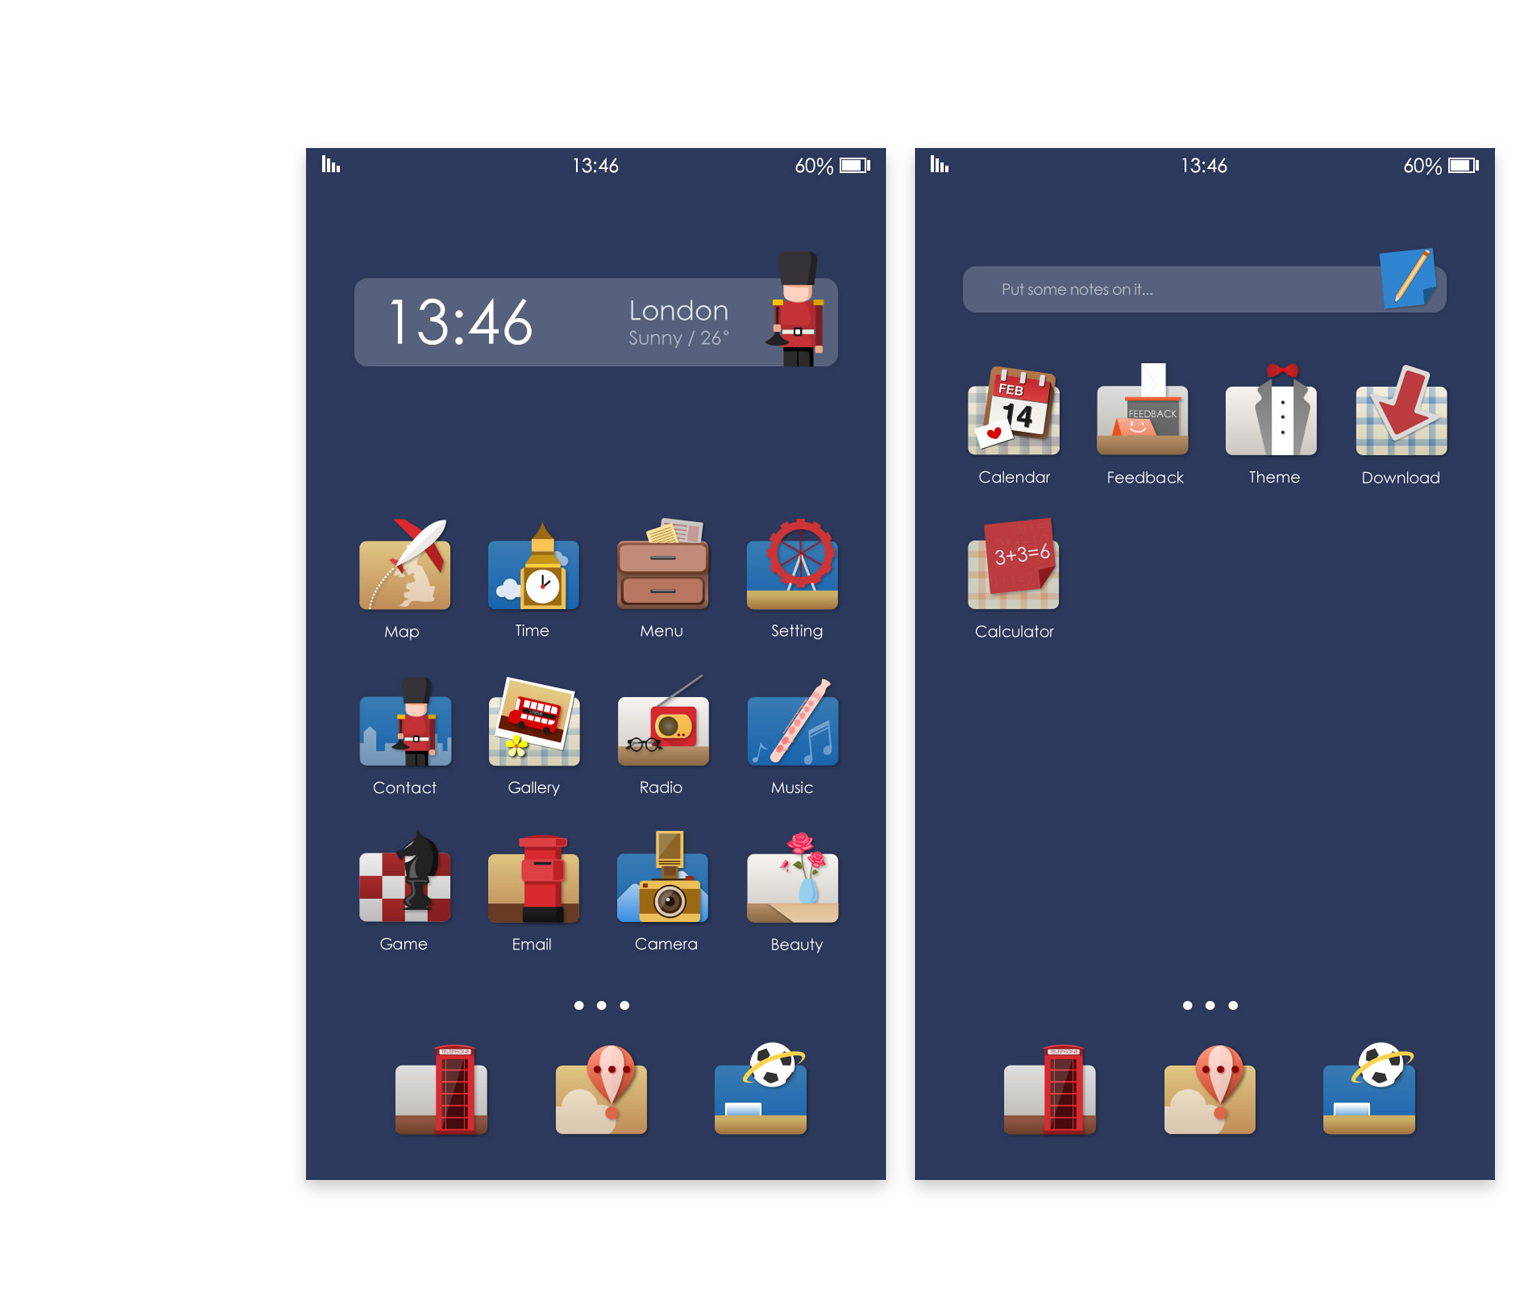 13:46
60%
13:46
London
Sunny / 26°
Map
Time
Menu
Setting
Contact
Gallery
Radio
Music
Game
Email
Camera
Beauty
TELEPHONE
13:46
60%
Put some notes on it...
FEB
14
FEEDBACK
Calendar
Feedback
Theme
Download
3+3=6
Calculator
TELEPHONE